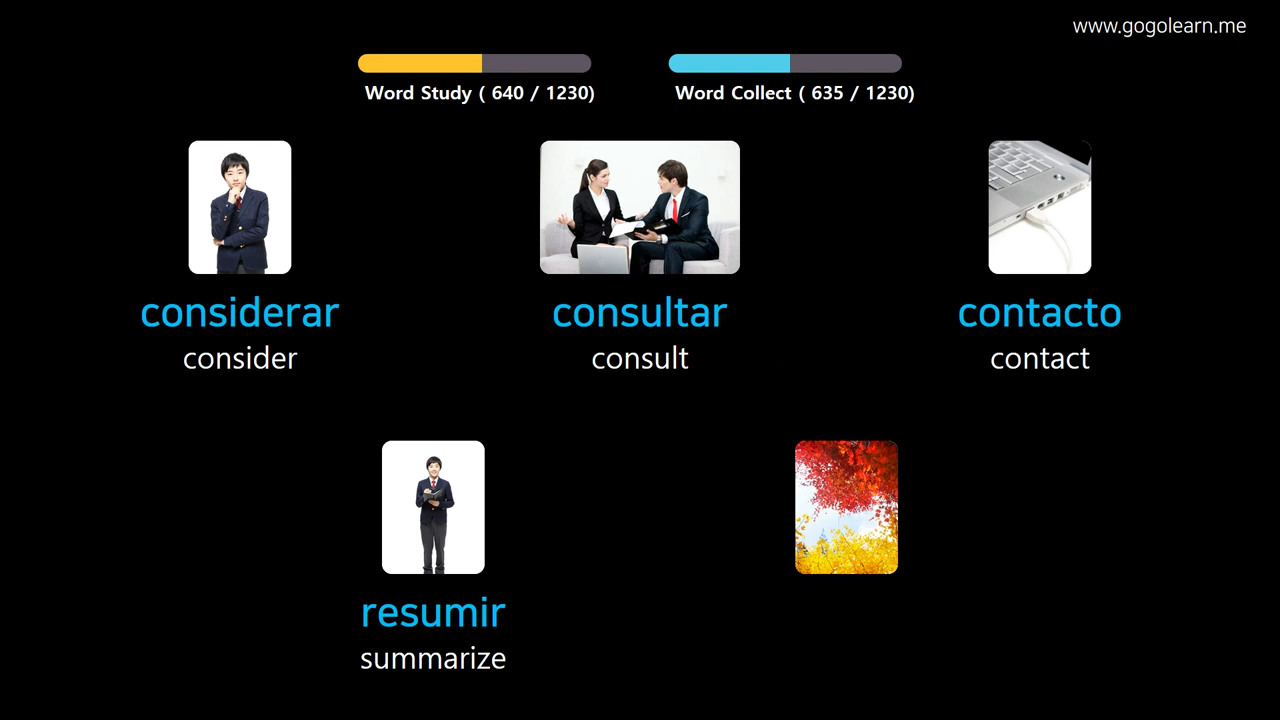 www.gogolearn.me
Word Study ( 640 / 1230)
Word Collect ( 635 / 1230)
considerar
consider
consultar
consult
contacto
contact
resumir
summarize